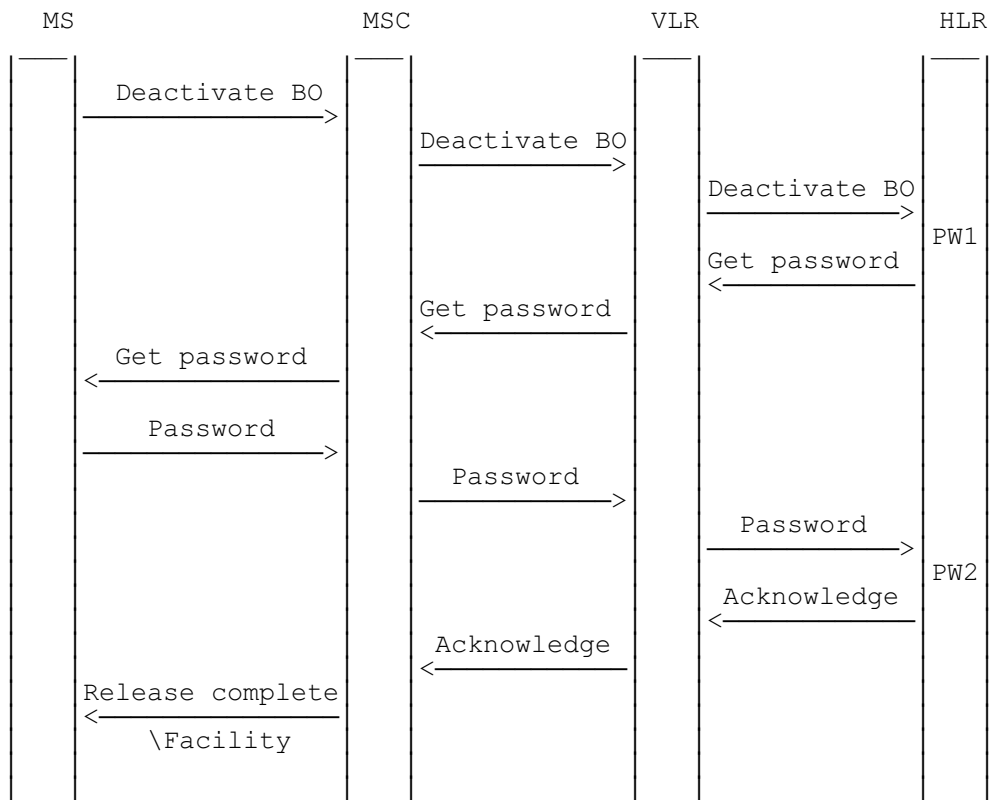 MS MSC VLR HLR
Deactivate BO
Deactivate BO
Deactivate BO
PW1
Get password
Get password
Get password
Password
Password
Password
PW2
Acknowledge
Acknowledge
Release complete
\Facility